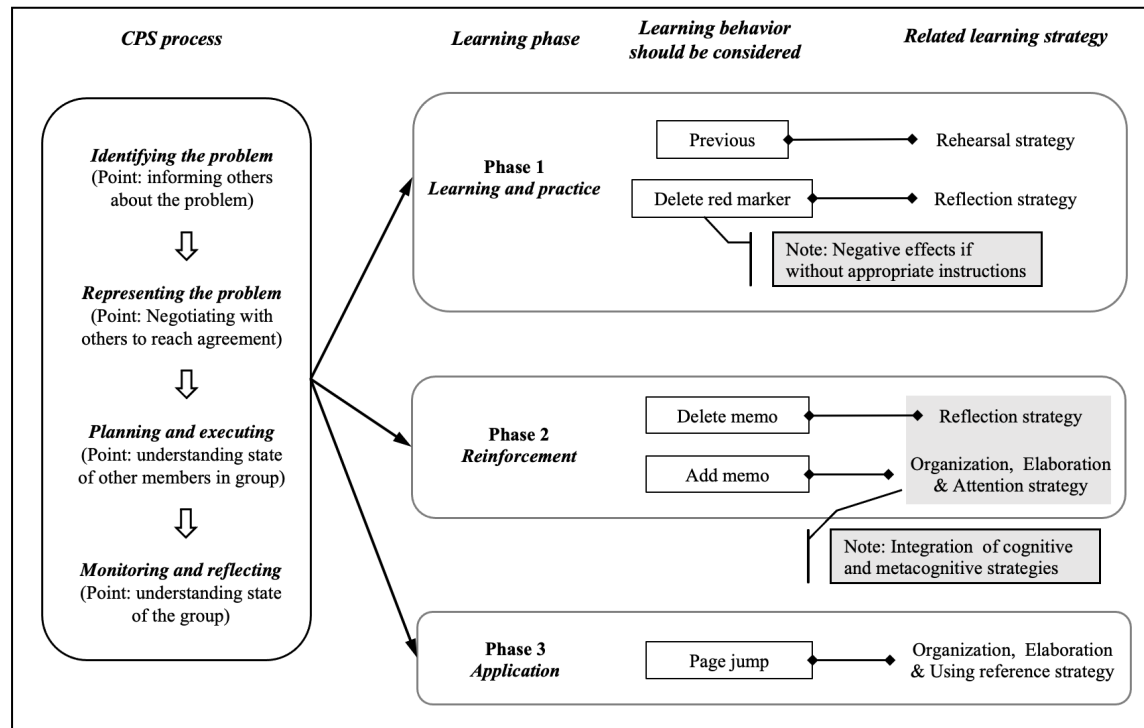 CPS process
Learning phase
Learning behavior
should be considered
Related learning strategy
Identifying the problem
(Point: informing others
about the problem)
Representing the problem
(Point: Negotiating with
others to reach agreement)
Planning and executing
(Point: understanding state
of other members in group)
Monitoring and reflecting
(Point: understanding state
of the group)
Phase 1
Learning and practice
Previous
Rehearsal strategy
Delete red marker
Reflection strategy
Note: Negative effects if
without appropriate instructions
Phase 2
Reinforcement
Delete memo
Reflection strategy
Add memo
Organization, Elaboration
& Attention strategy
Note: Integration of cognitive
and metacognitive strategies
Phase 3
Application
Page jump
Organization, Elaboration
& Using reference strategy